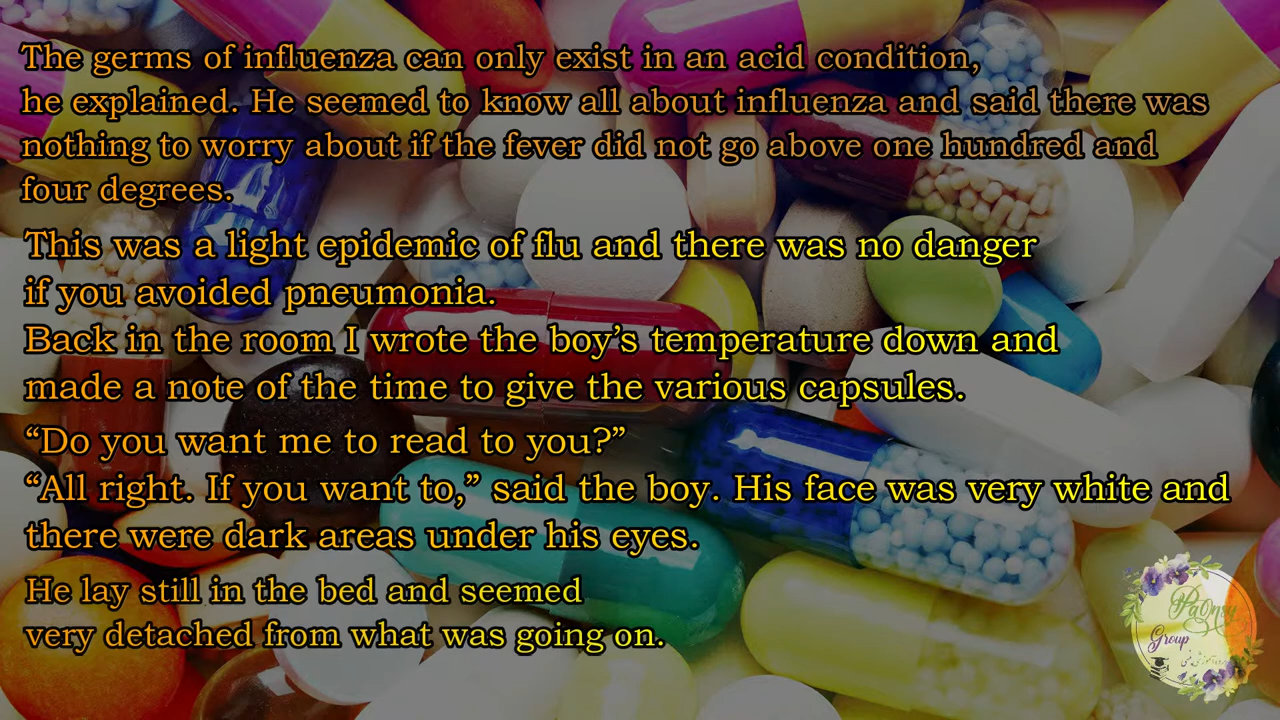 The germs of influenza can only exist in an acid condition,
he explained. He seemed to know all about influenza and said there was
nothing to worry about if the fever did not go above one hundred and
four degrees.
This was a light epidemic of flu and there was no danger
if you avoided pneumonia.
Back in the room I wrote the boy’s temperature down and
made a note of the time to give the various capsules.
“Do you want me to read to you?”
“All right. If you want to,” said the boy. His face was very white and
there were dark areas under his eyes.
He lay still in the bed and seemed
very detached from what was going on.
Group